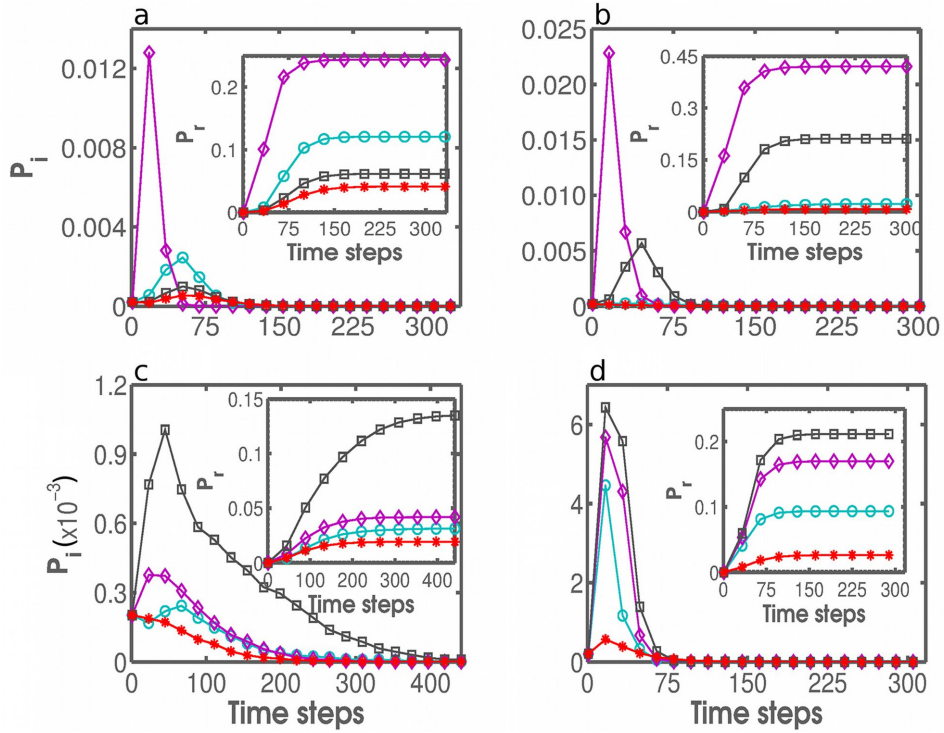 a
0.012
0.008
0.004
0
P_i
0 75 150 225 300
0.2
0.1
0
P_r
0 75 150 225 300
Time steps
b
0.025
0.020
0.015
0.010
0.005
0
0 75 150 225 300
0.45
0.3
0.15
0
P_r
0 75 150 225 300
Time steps
c
1.2
0.9
0.6
0.3
0
P_i (x10^-3)
0 100 200 300 400
Time steps
0.15
0.1
0.05
0
P_r
0 100 200 300 400
Time steps
d
6
4
2
0
0 75 150 225 300
Time steps
0.2
0.1
0
P_r
0 75 150 225 300
Time steps